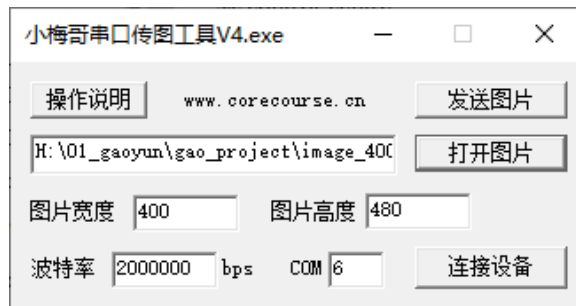 小梅哥串口传图工具V4.exe
操作说明 www.corecourse.cn 发送图片
H:\01_gaoyun\gao_project\image_400 打开图片
图片宽度 400 图片高度 480
波特率 2000000 bps COM 6 连接设备